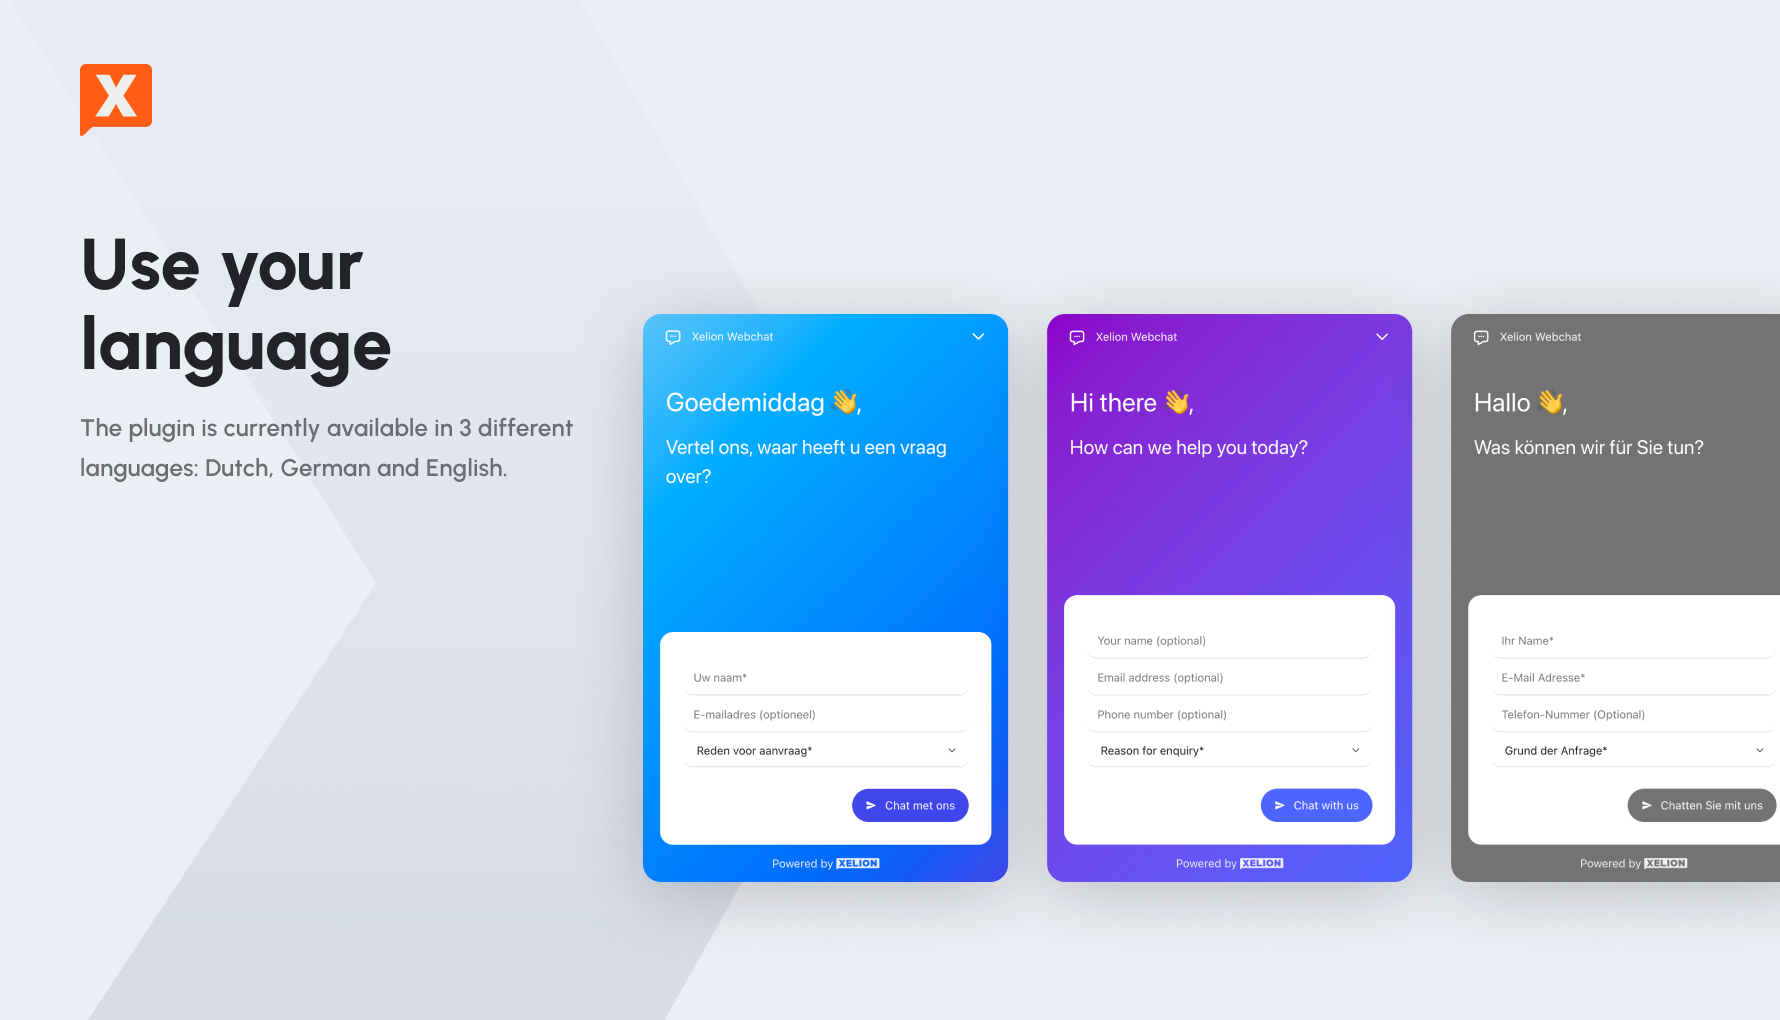 X
Use your
language
The plugin is currently available in 3 different
languages: Dutch, German and English.
Xelion Webchat
Goedemiddag 👋,
Vertel ons, waar heeft u een vraag
over?
Uw naam*
E-mailadres (optioneel)
Reden voor aanvraag*
Chat met ons
Powered by XELION
Xelion Webchat
Hi there 👋,
How can we help you today?
Your name (optional)
Email address (optional)
Phone number (optional)
Reason for enquiry*
Chat with us
Powered by XELION
Xelion Webchat
Hallo 👋,
Was können wir für Sie tun?
Ihr Name*
E-Mail Adresse*
Telefon-Nummer (Optional)
Grund der Anfrage*
Chatten Sie mit uns
Powered by XELION